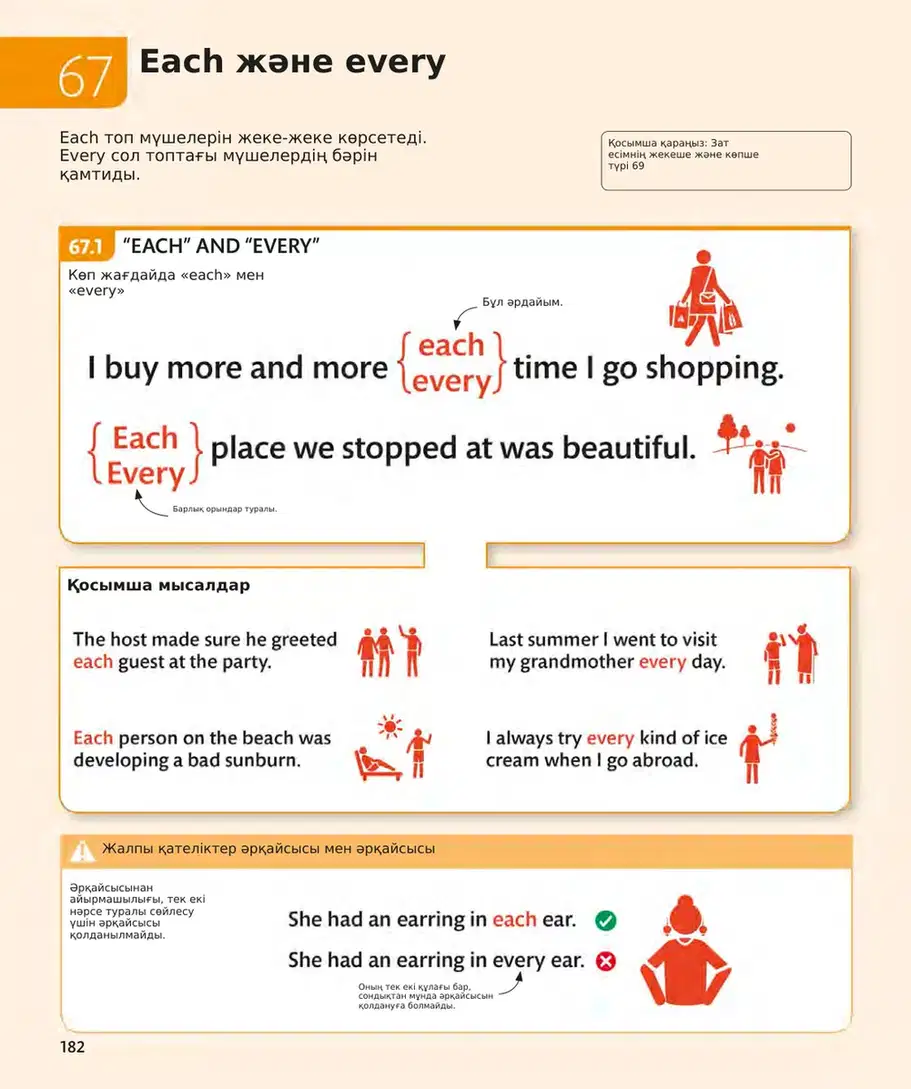 67
Each және every
Each топ мүшелерін жеке-жеке көрсетеді.
Every сол топтағы мүшелердің бәрін
қамтиды.
Қосымша қараңыз: Зат
есімнің жекеше және көпше
түрі 69
67.1 “EACH” AND “EVERY”
Көп жағдайда «each» мен
«every»
Бұл әрдайым.
I buy more and more { each every } time I go shopping.
{ Each Every } place we stopped at was beautiful.
Барлық орындар туралы.
Қосымша мысалдар
The host made sure he greeted
each guest at the party.
Last summer I went to visit
my grandmother every day.
Each person on the beach was
developing a bad sunburn.
I always try every kind of ice
cream when I go abroad.
Жалпы қателіктер әрқайсысы мен әрқайсысы
Әрқайсысынан
айырмашылығы, тек екі
нәрсе туралы сөйлесу
үшін әрқайсысы
қолданылмайды.
She had an earring in each ear.
She had an earring in every ear.
Оның тек екі құлағы бар,
сондықтан мұнда әрқайсысын
қолдануға болмайды.
182